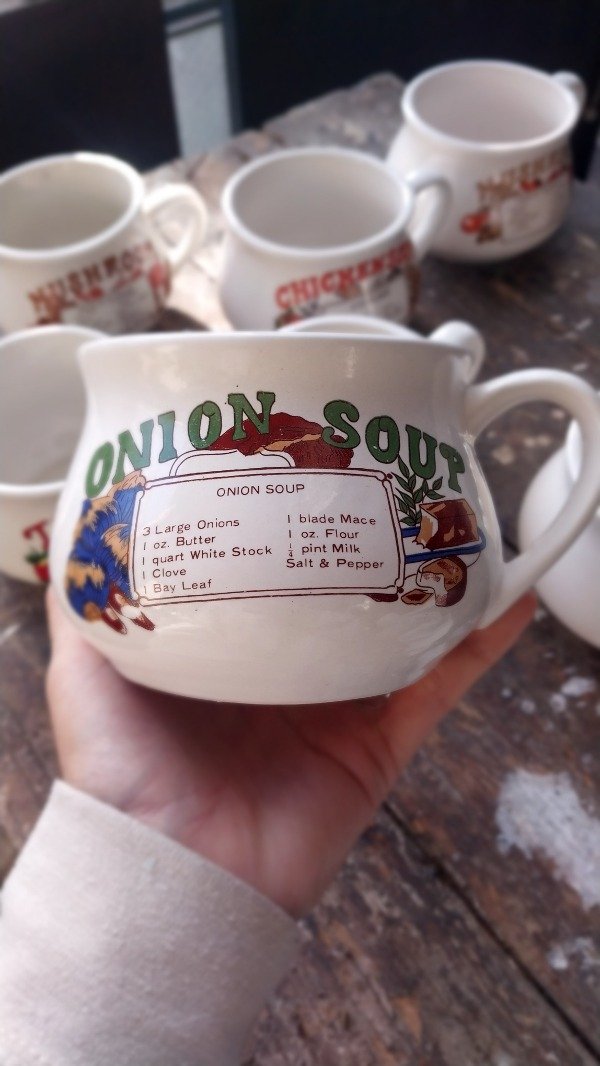 MUSHROOM
CHICKEN
ONION SOUP
ONION SOUP
3 Large Onions
1 oz. Butter
1 quart White Stock
1 Clove
1 Bay Leaf
1 blade Mace
1 oz. Flour
¼ pint Milk
Salt & Pepper